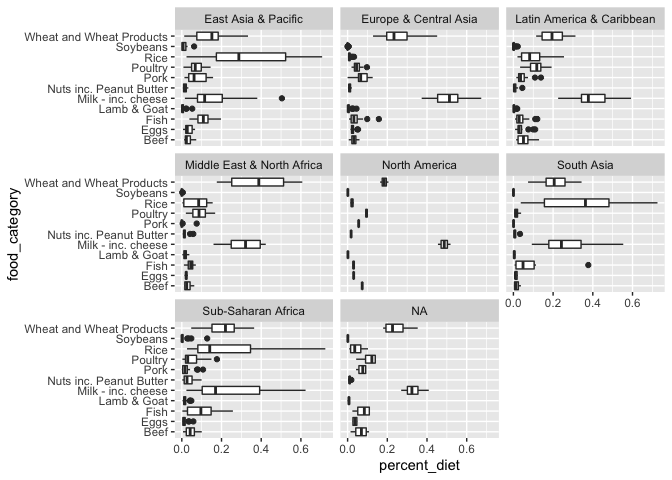 East Asia & Pacific Europe & Central Asia Latin America & Caribbean
Wheat and Wheat Products
Soybeans
Rice
Poultry
Pork
Nuts inc. Peanut Butter
Milk - inc. cheese
Lamb & Goat
Fish
Eggs
Beef
Middle East & North Africa North America South Asia
Wheat and Wheat Products
Soybeans
Rice
Poultry
Pork
Nuts inc. Peanut Butter
Milk - inc. cheese
Lamb & Goat
Fish
Eggs
Beef
0.0 0.2 0.4 0.6
Sub-Saharan Africa NA
Wheat and Wheat Products
Soybeans
Rice
Poultry
Pork
Nuts inc. Peanut Butter
Milk - inc. cheese
Lamb & Goat
Fish
Eggs
Beef
0.0 0.2 0.4 0.6 0.0 0.2 0.4 0.6
percent_diet
food_category